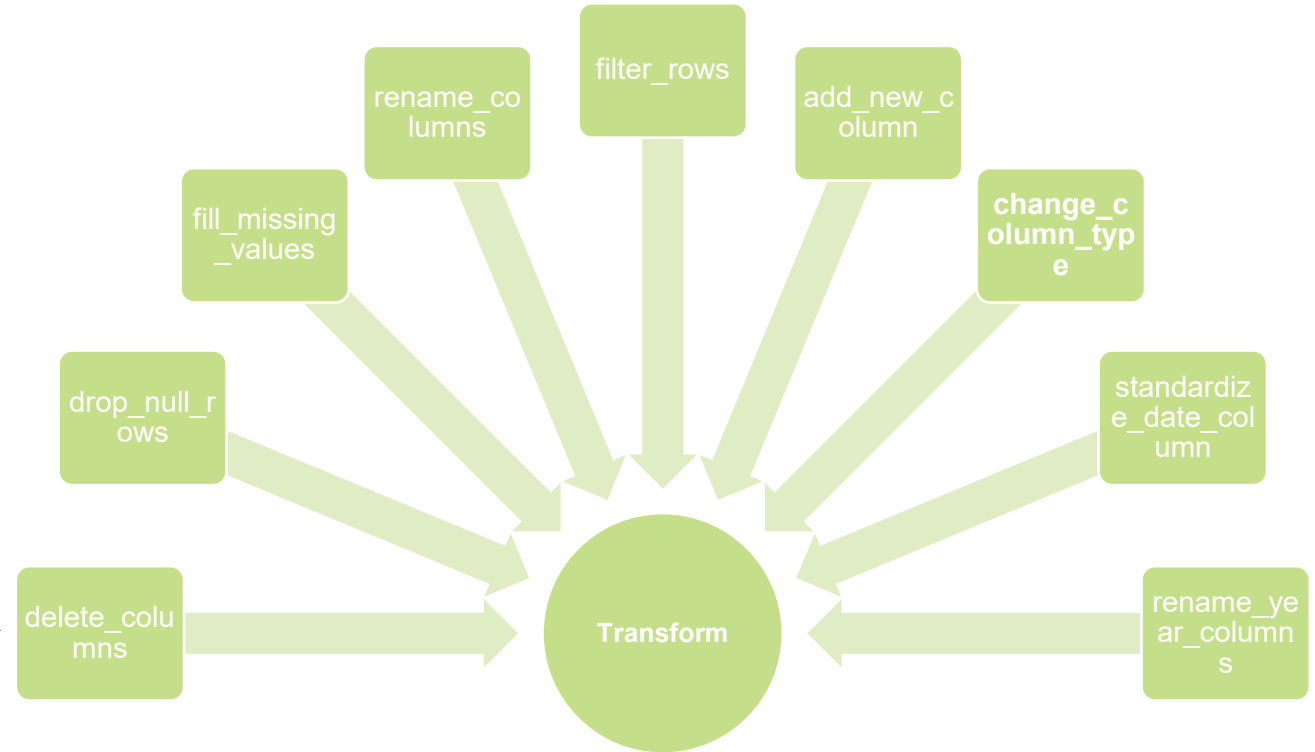 filter_rows
rename_co
lumns
add_new_c
olumn
fill_missing
_values
change_c
olumn_typ
e
drop_null_r
ows
standardiz
e_date_col
umn
delete_colu
mns
Transform
rename_ye
ar_column
s